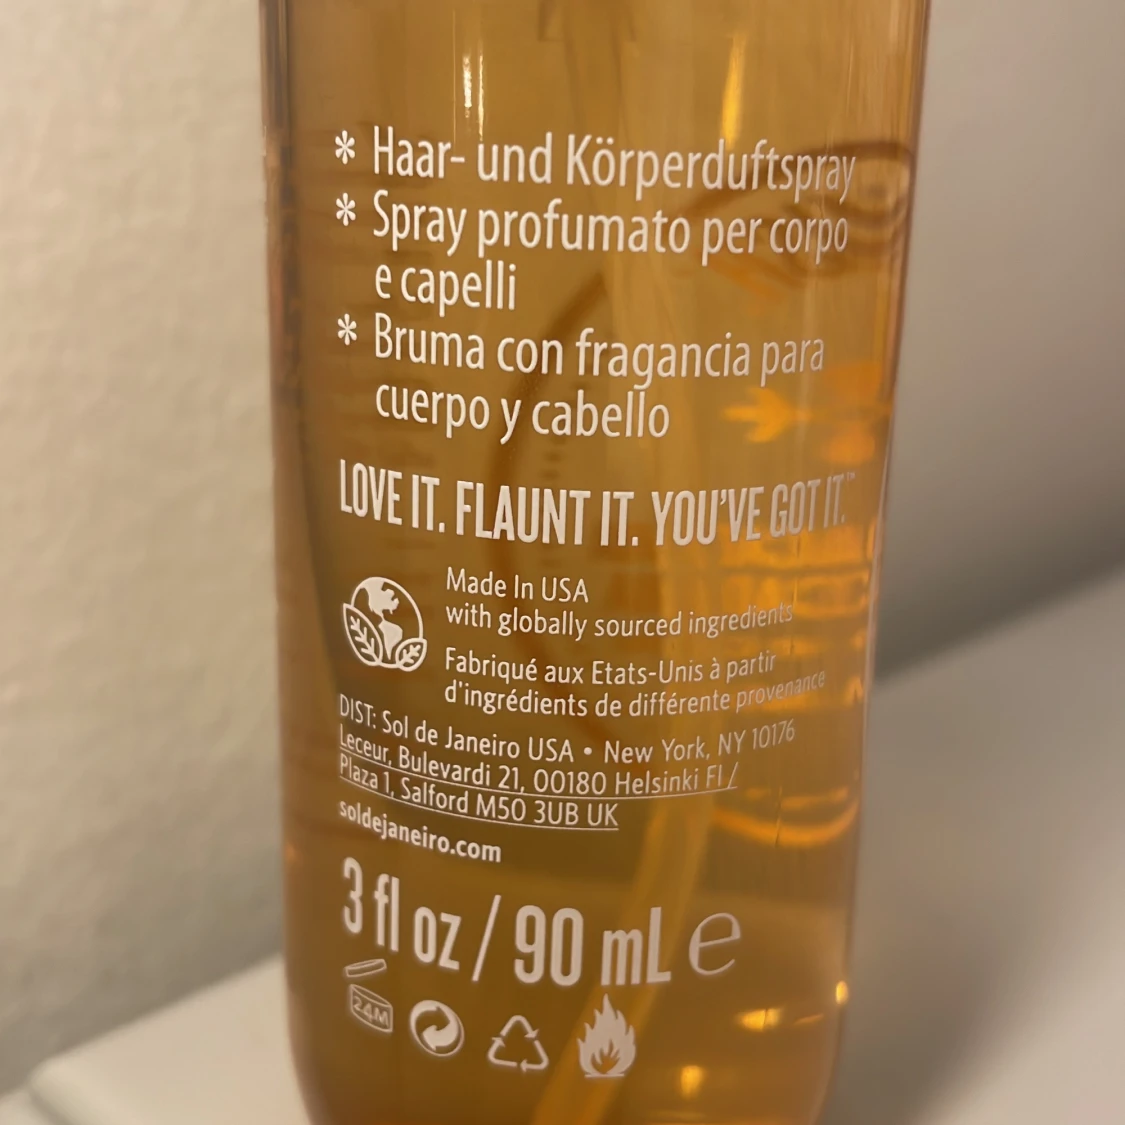 * Haar- und Körperduftspray
* Spray profumato per corpo
e capelli
* Bruma con fragancia para
cuerpo y cabello
LOVE IT. FLAUNT IT. YOU'VE GOT IT.™
Made In USA
with globally sourced ingredients
Fabriqué aux Etats-Unis à partir
d'ingrédients de différente provenance
DIST: Sol de Janeiro USA • New York, NY 10176
Leceur, Bulevardi 21, 00180 Helsinki FI /
Plaza 1, Salford M50 3UB UK
soldejaneiro.com
3 fl oz / 90 mL e
24M